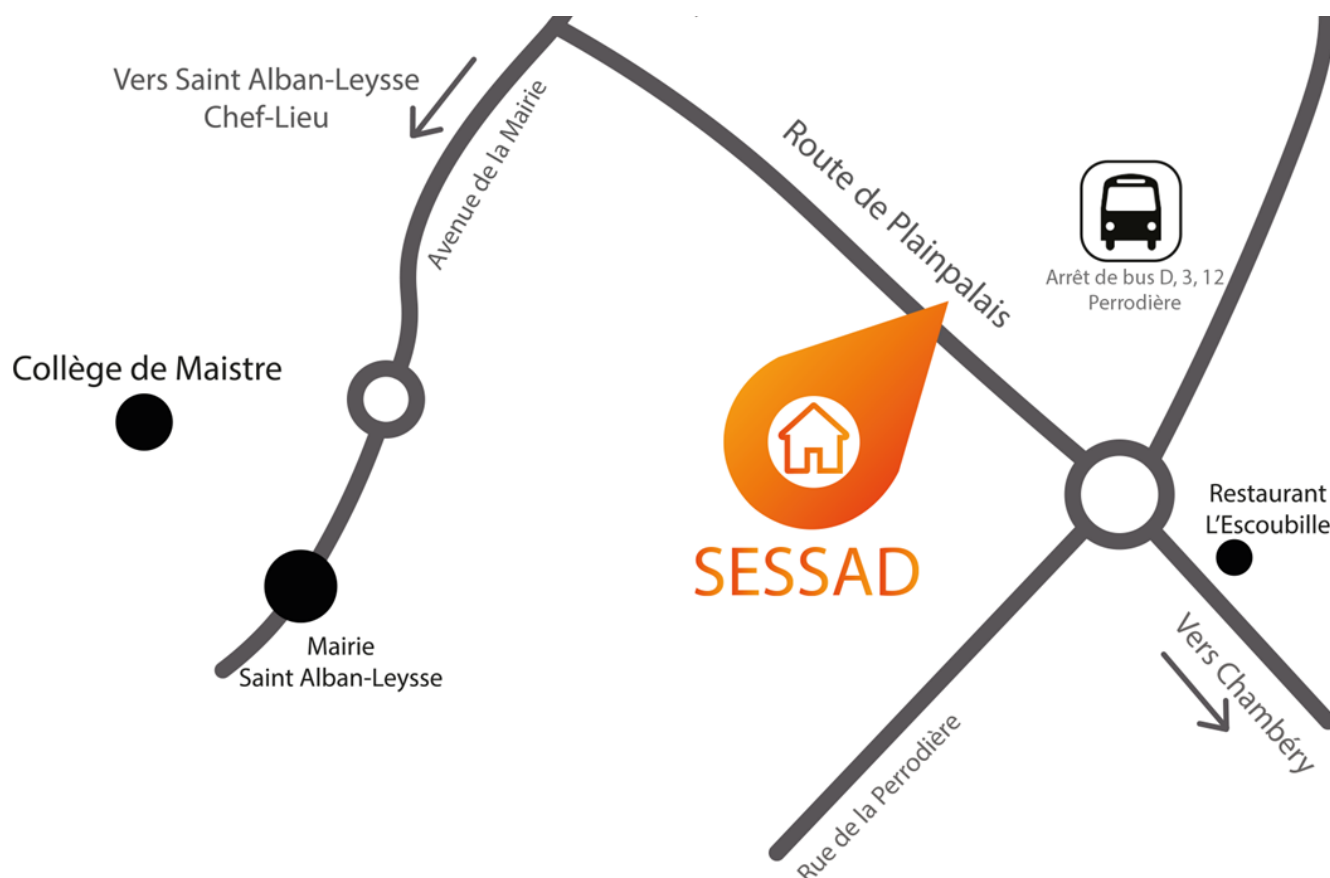 Vers Saint Alban-Leysse
Chef-Lieu
Avenue de la Mairie
Route de Plainpalais
Arrêt de bus D, 3, 12
Perrodière
Collège de Maistre
SESSAD
Restaurant
L'Escoubille
Mairie
Saint Alban-Leysse
Vers Chambéry
Rue de la Perrodière